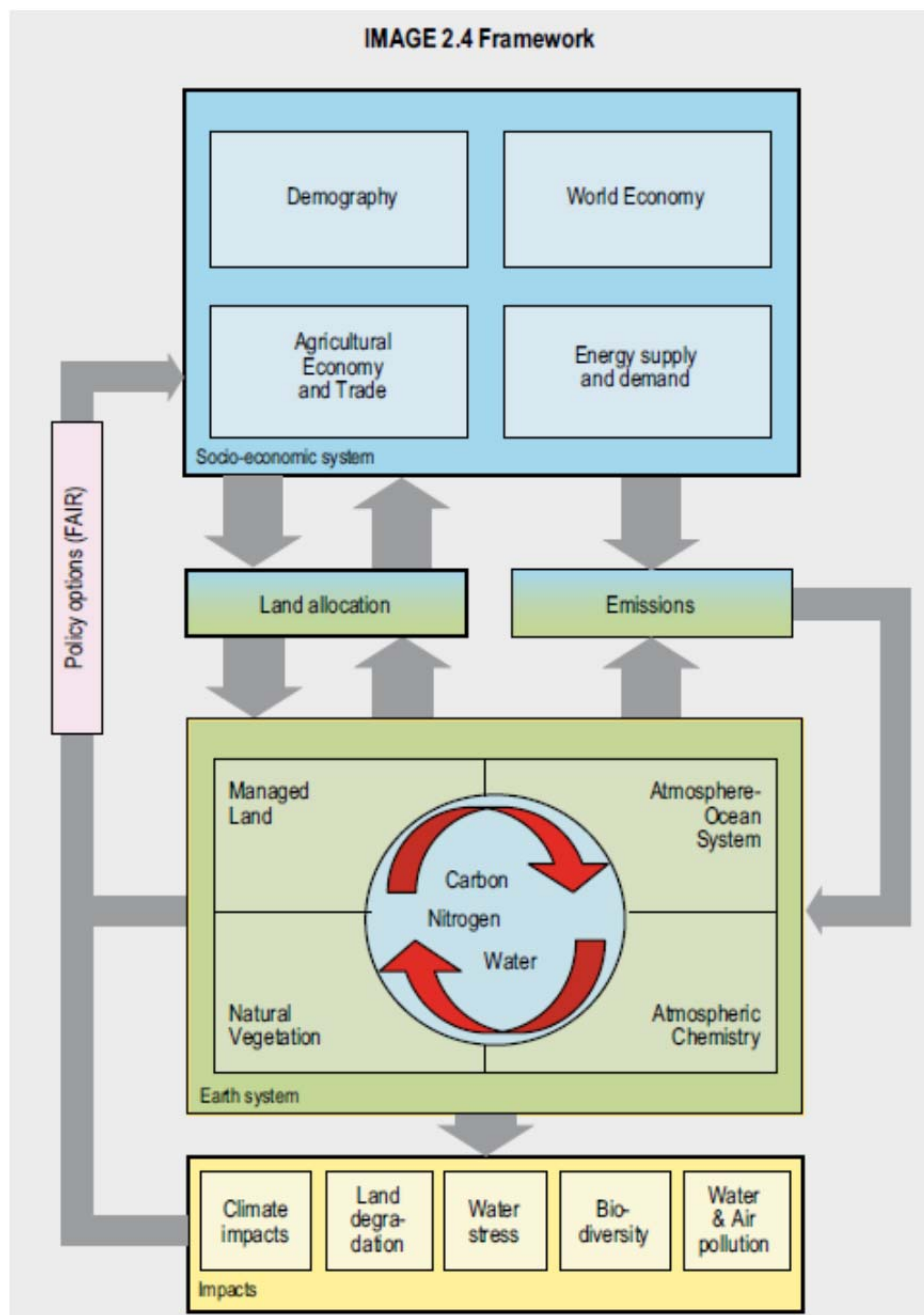 IMAGE 2.4 Framework
Demography
World Economy
Agricultural
Economy
and Trade
Energy supply
and demand
Socio-economic system
Policy options (FAIR)
Land allocation
Emissions
Managed
Land
Atmosphere-
Ocean
System
Carbon
Nitrogen
Water
Natural
Vegetation
Atmospheric
Chemistry
Earth system
Climate
impacts
Land
degra-
dation
Water
stress
Bio-
diversity
Water
& Air
pollution
Impacts